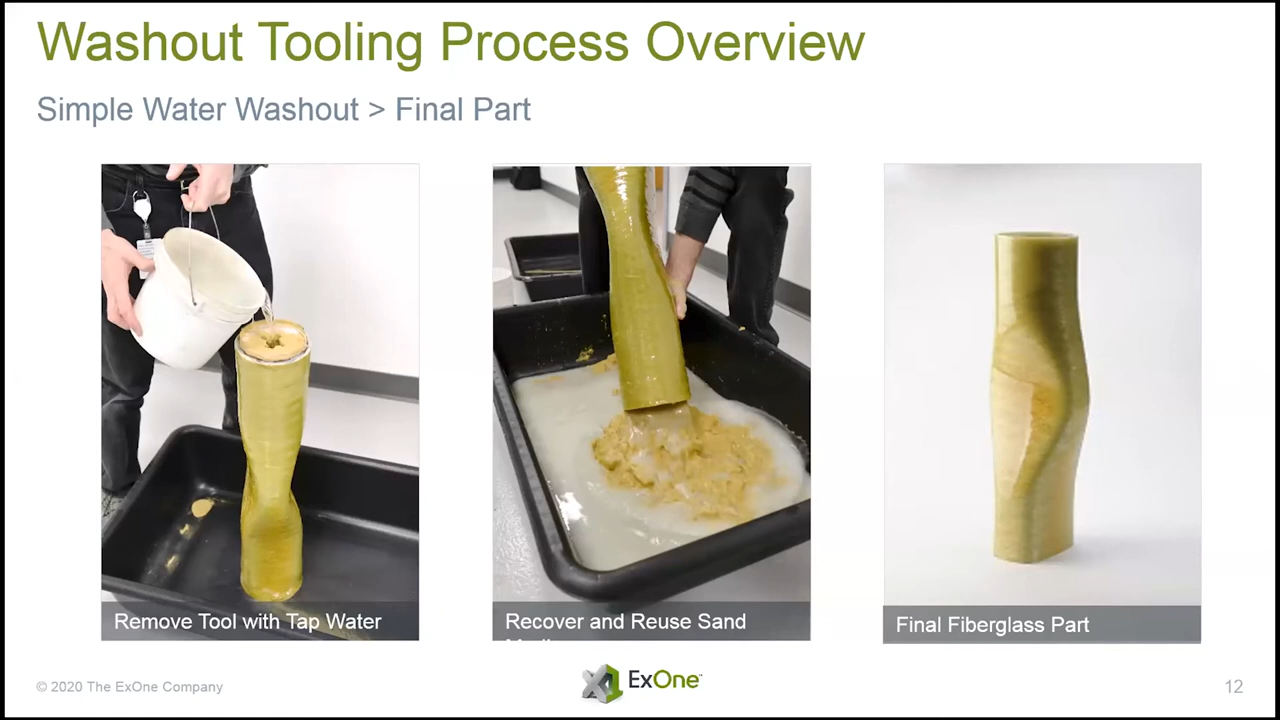 Washout Tooling Process Overview
Simple Water Washout > Final Part
Remove Tool with Tap Water
Recover and Reuse Sand
Final Fiberglass Part
© 2020 The ExOne Company
ExOne
12